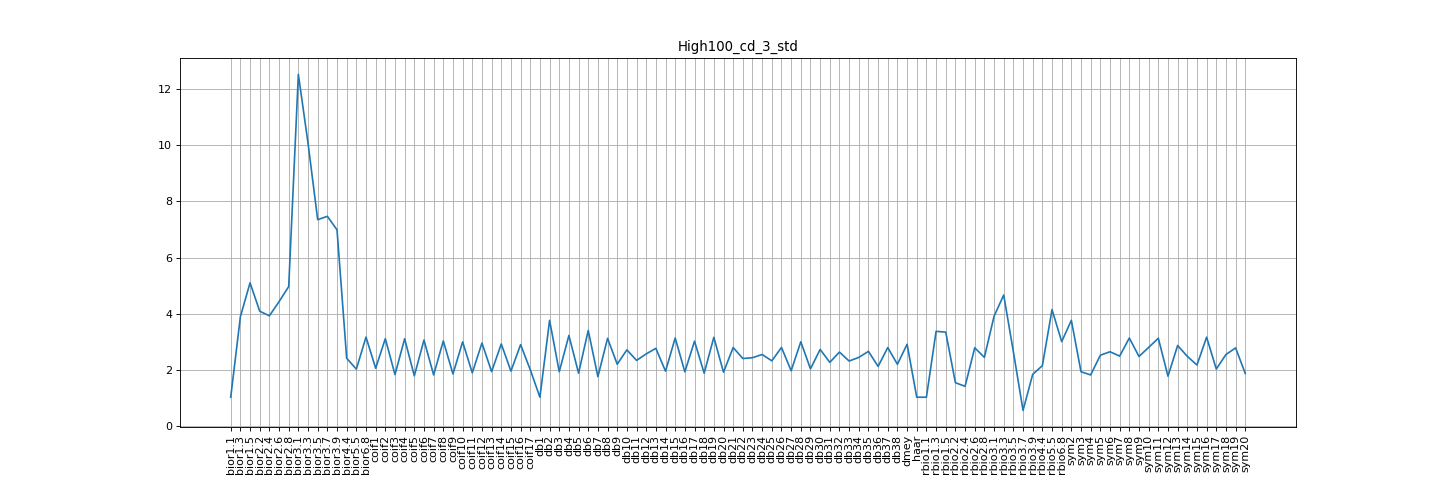 High100_cd_3_std
12
10
8
6
4
2
0
bior1.1
bior1.3
bior1.5
bior2.2
bior2.4
bior2.6
bior2.8
bior3.1
bior3.3
bior3.5
bior3.7
bior3.9
bior4.4
bior5.5
bior6.8
coif1
coif2
coif3
coif4
coif5
coif6
coif7
coif8
coif9
coif10
coif11
coif12
coif13
coif14
coif15
coif16
coif17
db1
db2
db3
db4
db5
db6
db7
db8
db9
db10
db11
db12
db13
db14
db15
db16
db17
db18
db19
db20
db21
db22
db23
db24
db25
db26
db27
db28
db29
db30
db31
db32
db33
db34
db35
db36
db37
db38
dmey
haar
rbio1.1
rbio1.3
rbio1.5
rbio2.2
rbio2.4
rbio2.6
rbio2.8
rbio3.1
rbio3.3
rbio3.5
rbio3.7
rbio3.9
rbio4.4
rbio5.5
rbio6.8
sym2
sym3
sym4
sym5
sym6
sym7
sym8
sym9
sym10
sym11
sym12
sym13
sym14
sym15
sym16
sym17
sym18
sym19
sym20